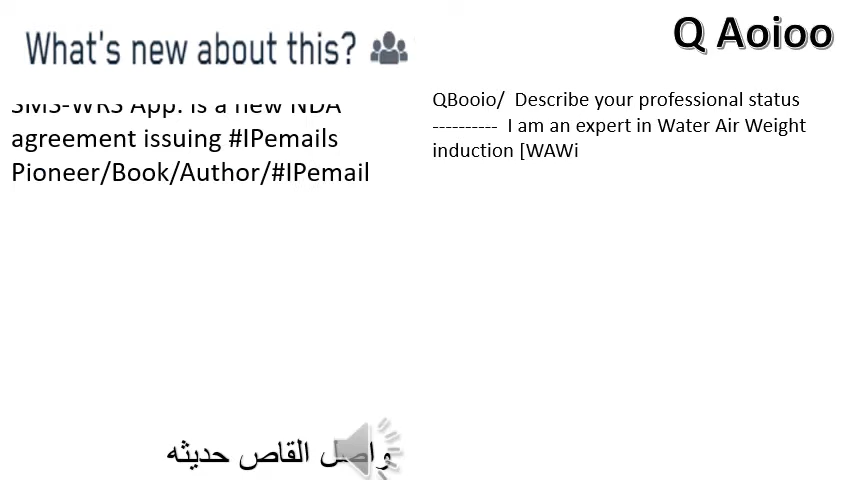 What's new about this?
Q Aoioo
SMS-WRS App. is a new NDA
agreement issuing #IPemails
Pioneer/Book/Author/#IPemail
QBooio/ Describe your professional status
---------- I am an expert in Water Air Weight
induction [WAWi
واصل القاص حديثه